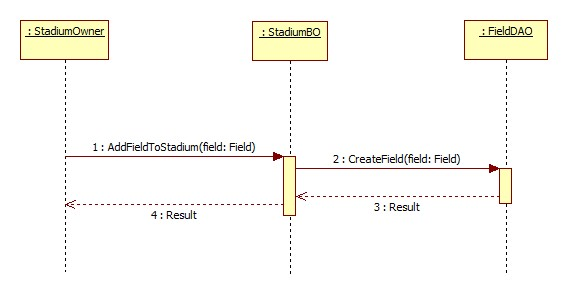 : StadiumOwner
: StadiumBO
: FieldDAO
1 : AddFieldToStadium(field: Field)
2 : CreateField(field: Field)
3 : Result
4 : Result